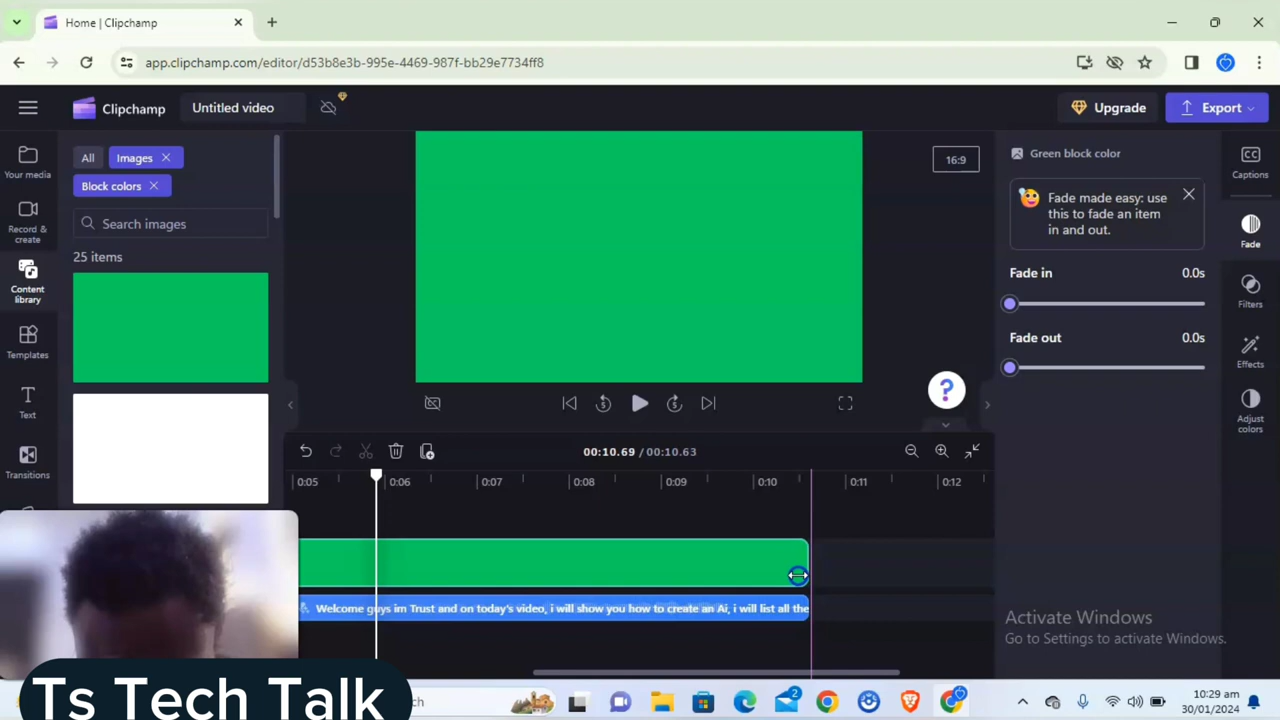 Home | Clipchamp
app.clipchamp.com/editor/d53b8e3b-995e-4469-987f-bb29e7734ff8
Clipchamp
Untitled video
Upgrade
Export
Your media
Record & create
Content library
Templates
Text
Transitions
All
Images
Block colors
Search images
25 items
16:9
Green block color
Fade made easy: use
this to fade an item
in and out.
Fade in
0.0s
Fade out
0.0s
Captions
Fade
Filters
Effects
Adjust colors
5
5
?
00:10.69 / 00:10.63
0:05
0:06
0:07
0:08
0:09
0:10
0:11
0:12
Welcome guys im Trust and on today's video, i will show you how to create an Ai, i will list all the
Activate Windows
Go to Settings to activate Windows.
Ts Tech Talk
ch
2
10:29 am
30/01/2024